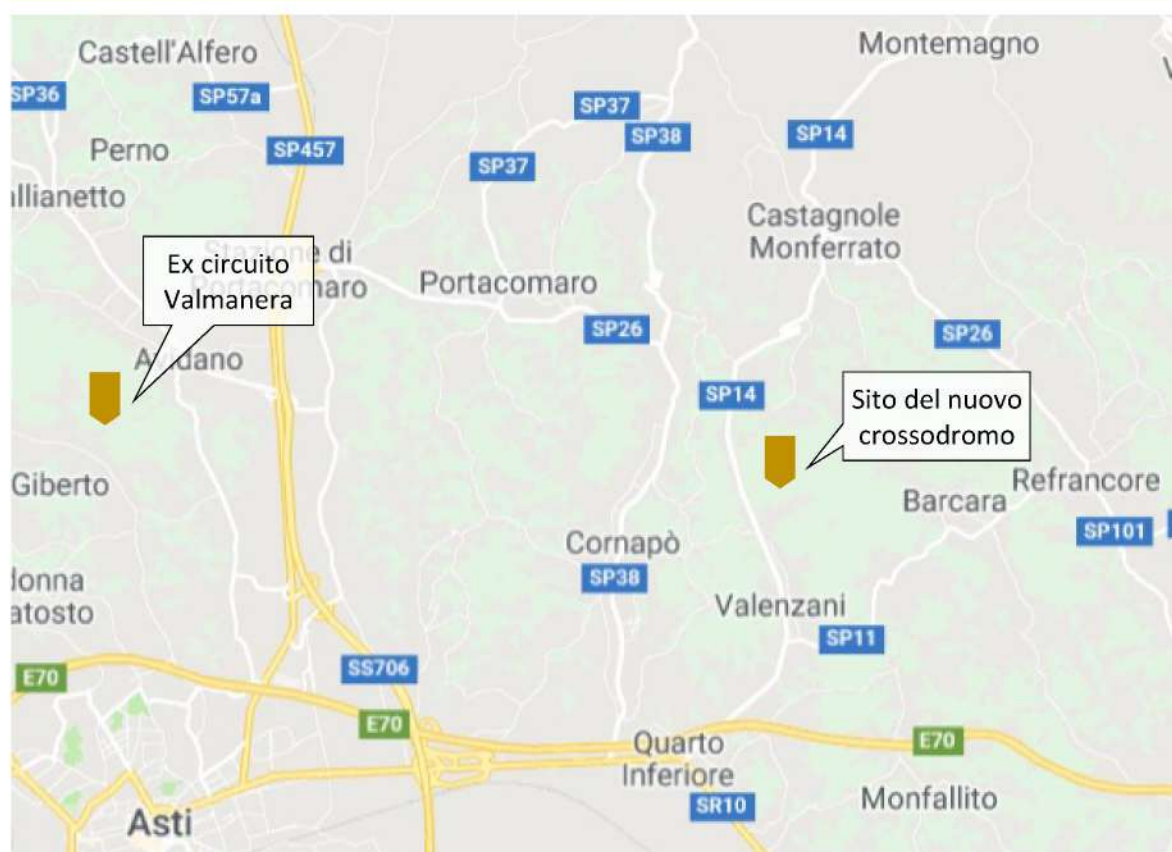 Castell'Alfero
Montemagno
SP36
SP57a
SP37
SP38
SP14
SP457
Perno
SP37
allianetto
Castagnole
Monferrato
Ex circuito
Valmanera
Stazione di
Portacomaro
Portacomaro
SP26
SP26
Avidano
SP14
Sito del nuovo
crossodromo
Giberto
Refrancore
Barcara
SP101
Cornapò
SP38
donna
atosto
Valenzani
SP11
SS706
E70
E70
Quarto
Inferiore
E70
SR10
Monfallito
Asti